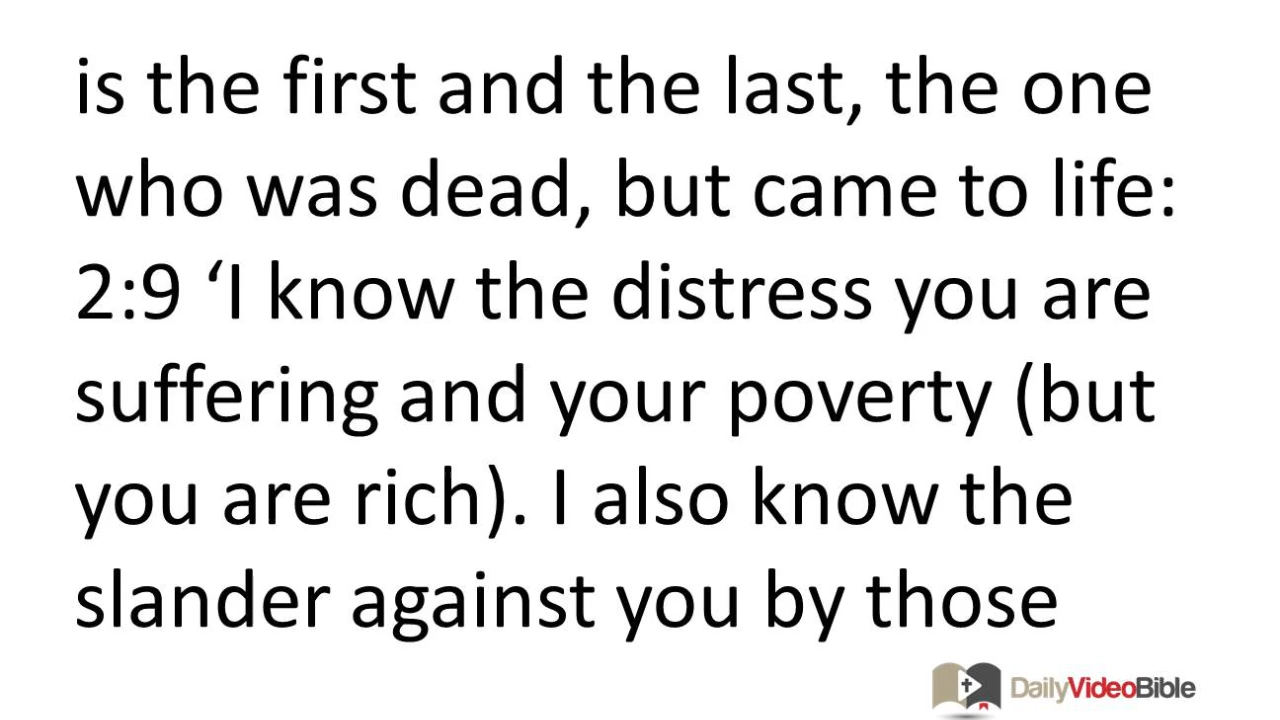 is the first and the last, the one
who was dead, but came to life:
2:9 ‘I know the distress you are
suffering and your poverty (but
you are rich). I also know the
slander against you by those
DailyVideoBible